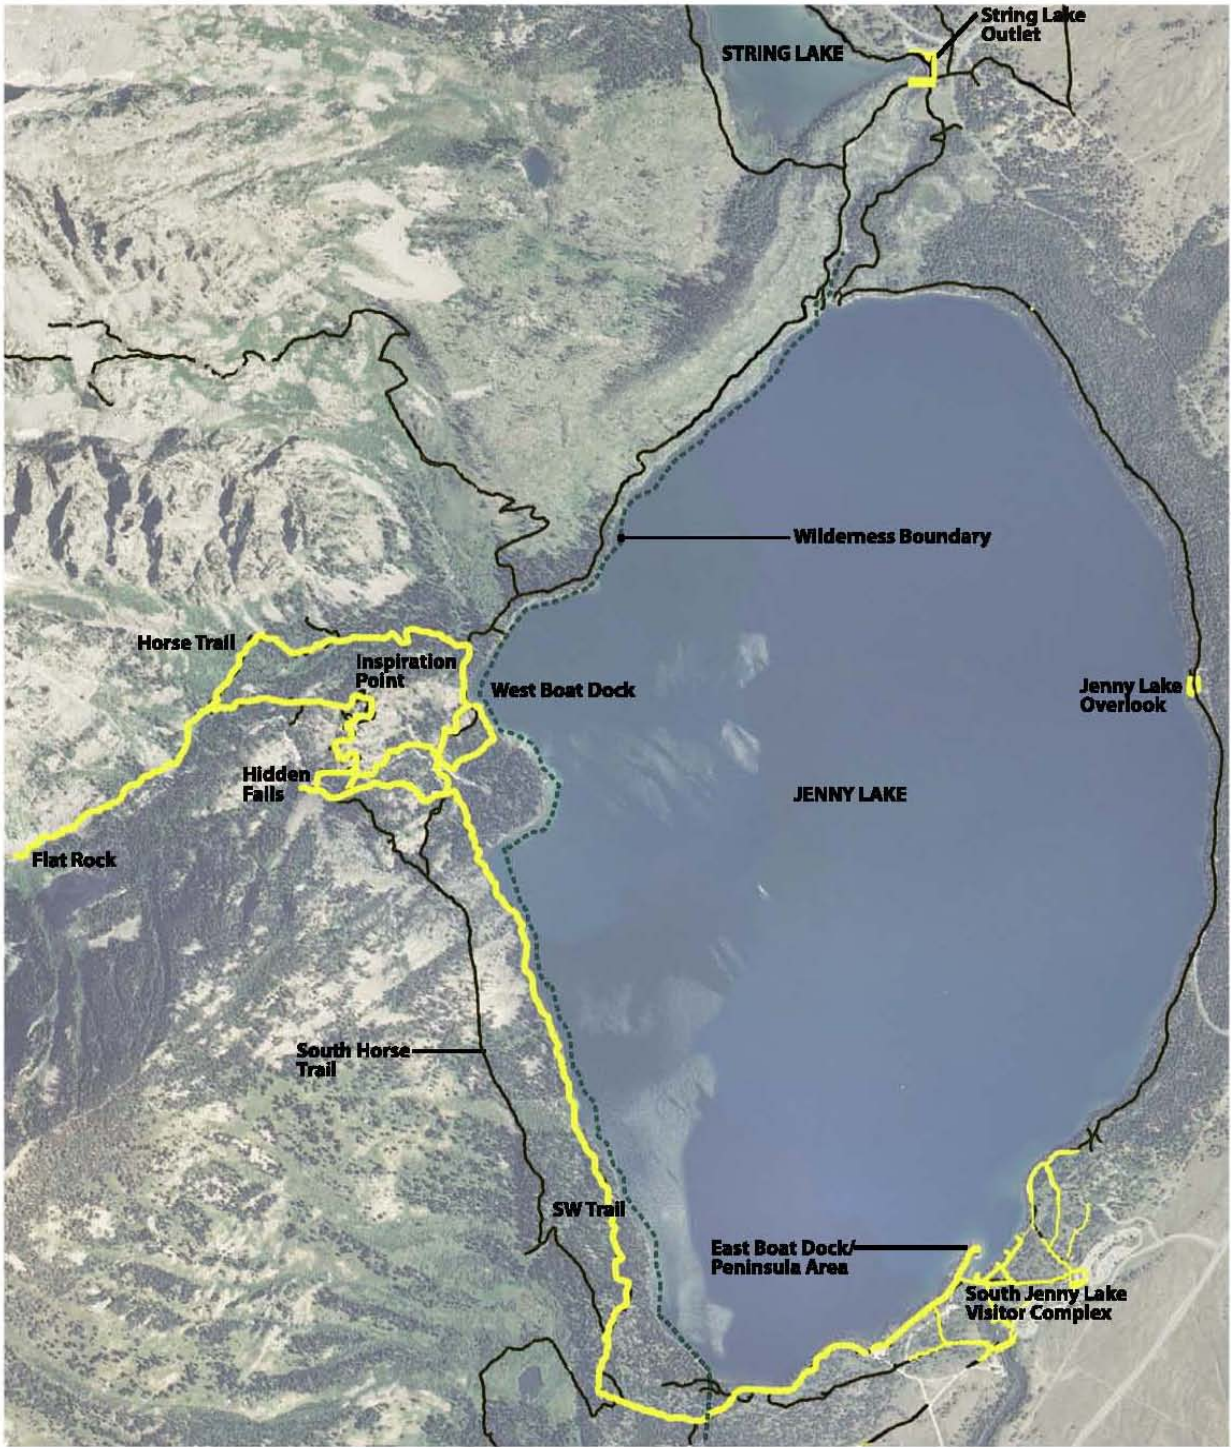 String Lake
Outlet
STRING LAKE
Wilderness Boundary
Horse Trail
Inspiration
Point
West Boat Dock
Jenny Lake
Overlook
Hidden
Falls
JENNY LAKE
Flat Rock
South Horse
Trail
SW Trail
East Boat Dock/
Peninsula Area
South Jenny Lake
Visitor Complex